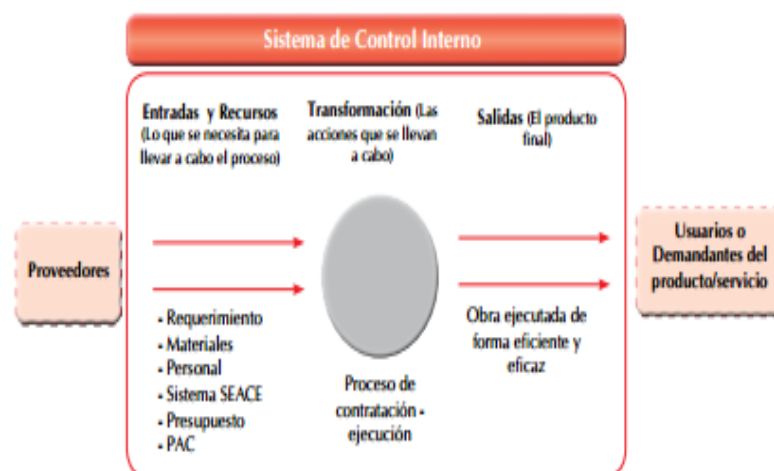 Sistema de Control Interno
Entradas y Recursos
(Lo que se necesita para
llevar a cabo el proceso)
Transformación (Las
acciones que se llevan
a cabo)
Salidas (El producto
final)
Proveedores
- Requerimiento
- Materiales
- Personal
- Sistema SEACE
- Presupuesto
- PAC
Proceso de
contratación -
ejecución
Obra ejecutada de
forma eficiente y
eficaz
Usuarios o
Demandantes del
producto/servicio